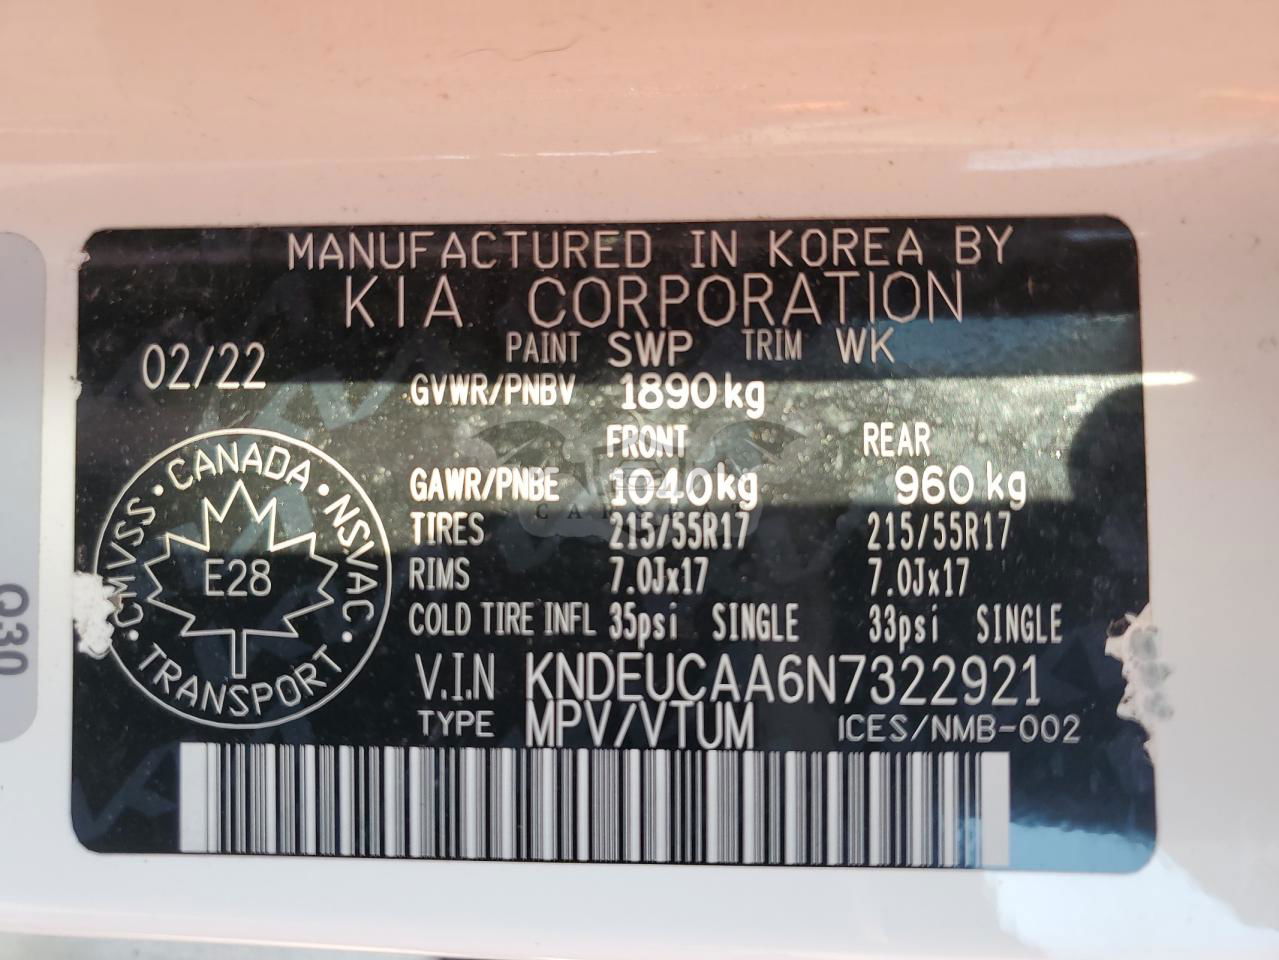 MANUFACTURED IN KOREA BY
KIA CORPORATION
PAINT SWP TRIM WK
02/22
GVWR/PNBV 1890kg
FRONT REAR
GAWR/PNBE 1040kg 960kg
TIRES 215/55R17 215/55R17
RIMS 7.0Jx17 7.0Jx17
COLD TIRE INFL 35psi SINGLE 33psi SINGLE
V.I.N KNDEUCAA6N7322921
TYPE MPV/VTUM ICES/NMB-002
CMVSS · CANADA · NSVAC · TRANSPORT ·
E28
Q30